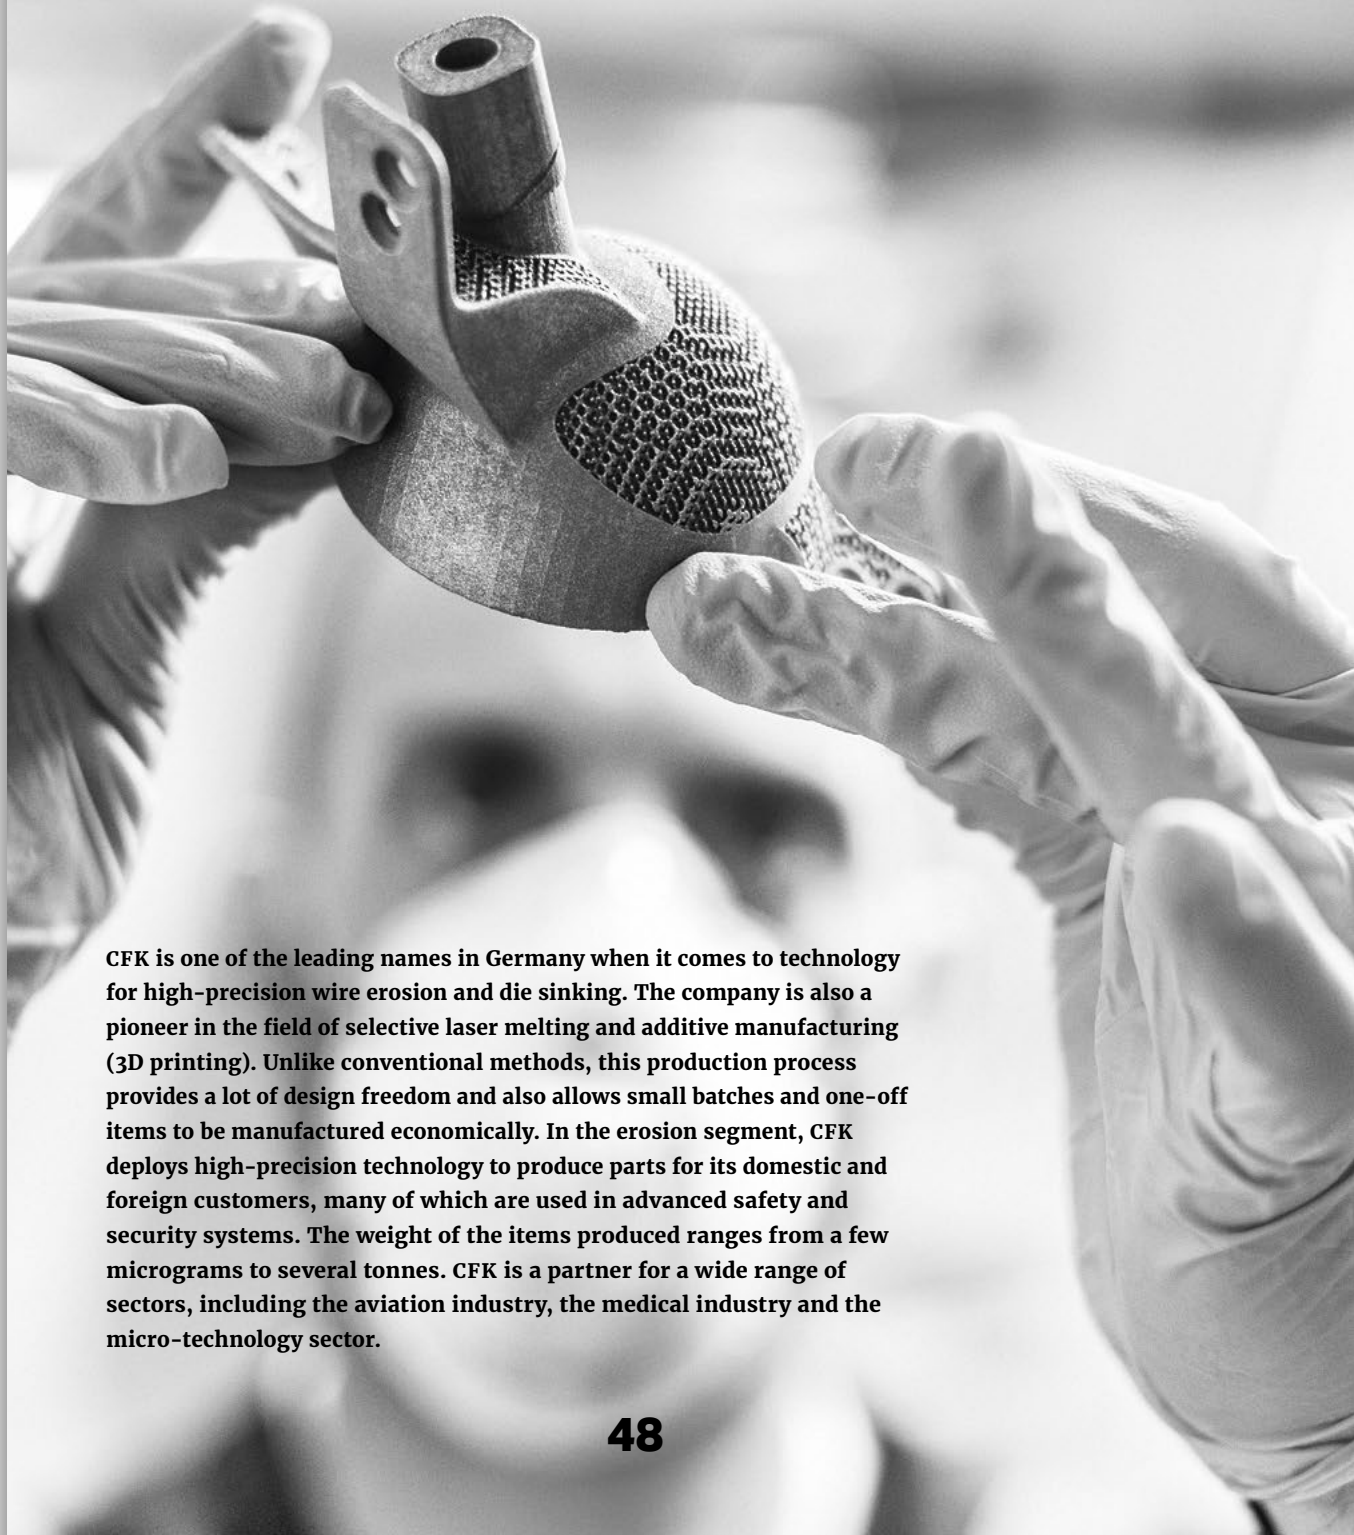 CFK is one of the leading names in Germany when it comes to technology
for high-precision wire erosion and die sinking. The company is also a
pioneer in the field of selective laser melting and additive manufacturing
(3D printing). Unlike conventional methods, this production process
provides a lot of design freedom and also allows small batches and one-off
items to be manufactured economically. In the erosion segment, CFK
deploys high-precision technology to produce parts for its domestic and
foreign customers, many of which are used in advanced safety and
security systems. The weight of the items produced ranges from a few
micrograms to several tonnes. CFK is a partner for a wide range of
sectors, including the aviation industry, the medical industry and the
micro-technology sector.
48